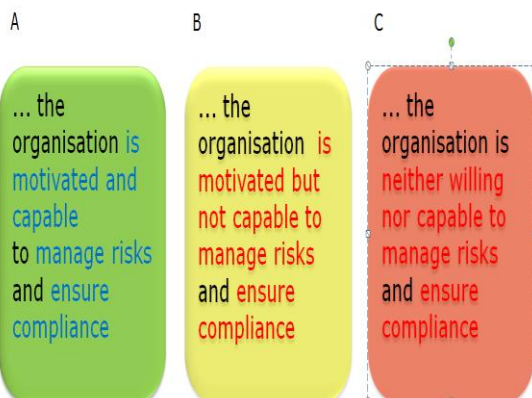 A
B
C
... the
organisation is
motivated and
capable
to manage risks
and ensure
compliance
... the
organisation is
motivated but
not capable to
manage risks
and ensure
compliance
... the
organisation is
neither willing
nor capable to
manage risks
and ensure
compliance